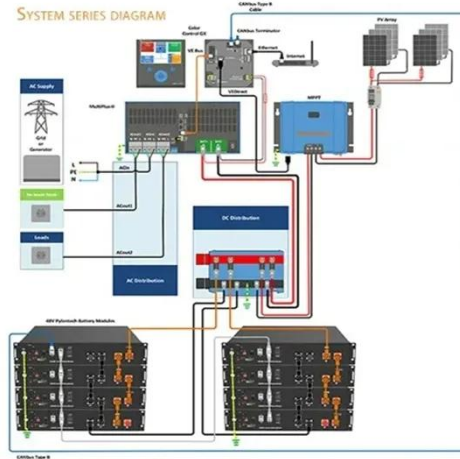 SYSTEM SERIES DIAGRAM
CANbus Type B
Cable
Color
Control GX
CANbus Terminator
PV Array
VE.Bus
Ethernet
Internet
AC Supply
VE.Direct
MultiPlus-II
MPPT
Grid
or
Generator
L
PE
N
ACin
ACout1
Loads
ACout2
DC Distribution
AC Distribution
48V Pylontech Battery Modules
CANbus Type B